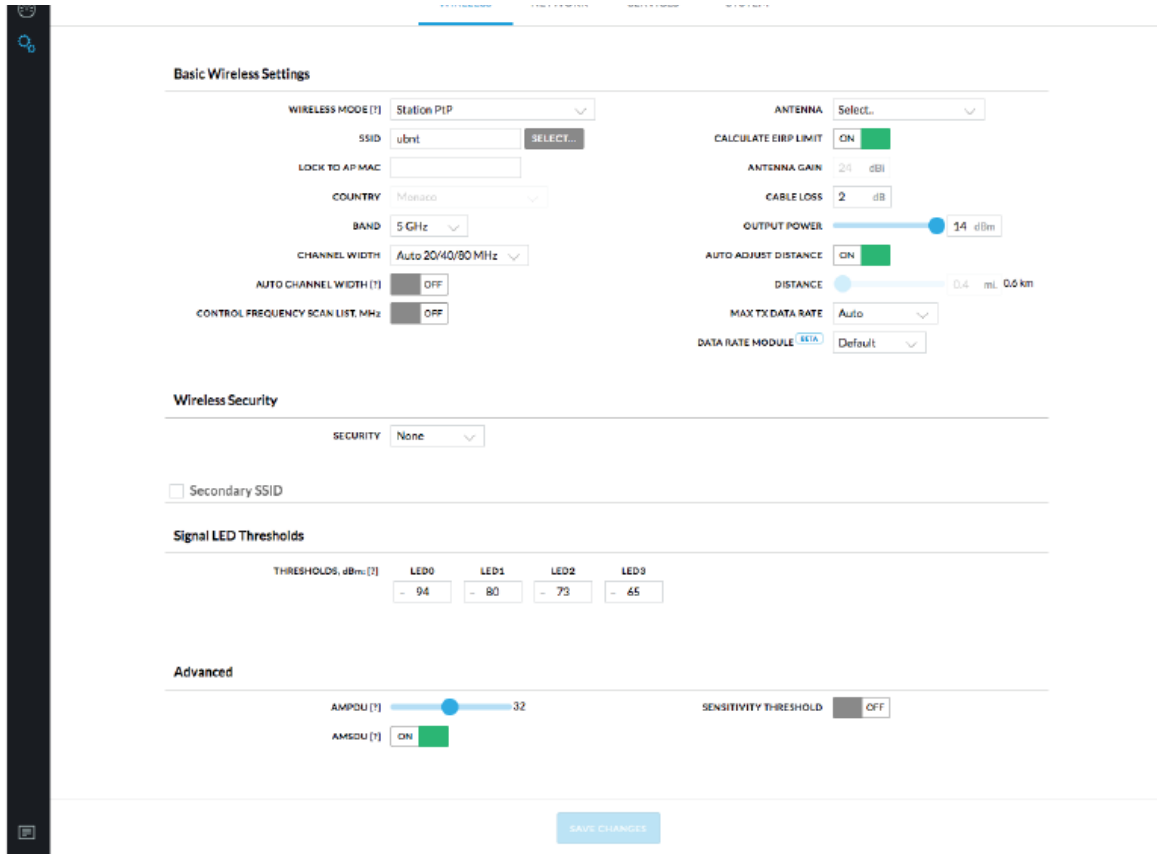 Basic Wireless Settings
WIRELESS MODE [?] Station PtP
SSID ubnt SELECT...
LOCK TO AP MAC
COUNTRY Monaco
BAND 5 GHz
CHANNEL WIDTH Auto 20/40/80 MHz
AUTO CHANNEL WIDTH [?] OFF
CONTROL FREQUENCY SCAN LIST, MHz OFF
ANTENNA Select..
CALCULATE EIRP LIMIT ON
ANTENNA GAIN 24 dBi
CABLE LOSS 2 dB
OUTPUT POWER 14 dBm
AUTO ADJUST DISTANCE ON
DISTANCE 0.4 mi. 0.6 km
MAX TX DATA RATE Auto
DATA RATE MODULE BETA Default
Wireless Security
SECURITY None
Secondary SSID
Signal LED Thresholds
THRESHOLDS, dBm: [?] LED0 LED1 LED2 LED3
- 94 - 80 - 73 - 65
Advanced
AMPDU [?] 32
AMSDU [?] ON
SENSITIVITY THRESHOLD OFF
SAVE CHANGES